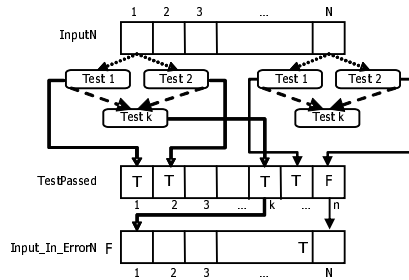 1 2 3 ... N
InputN
Test 1 Test 2 Test 1 Test 2
Test k Test k
TestPassed T T T T F
1 2 3 ... k ... n
Input_In_ErrorN F T
1 2 3 N